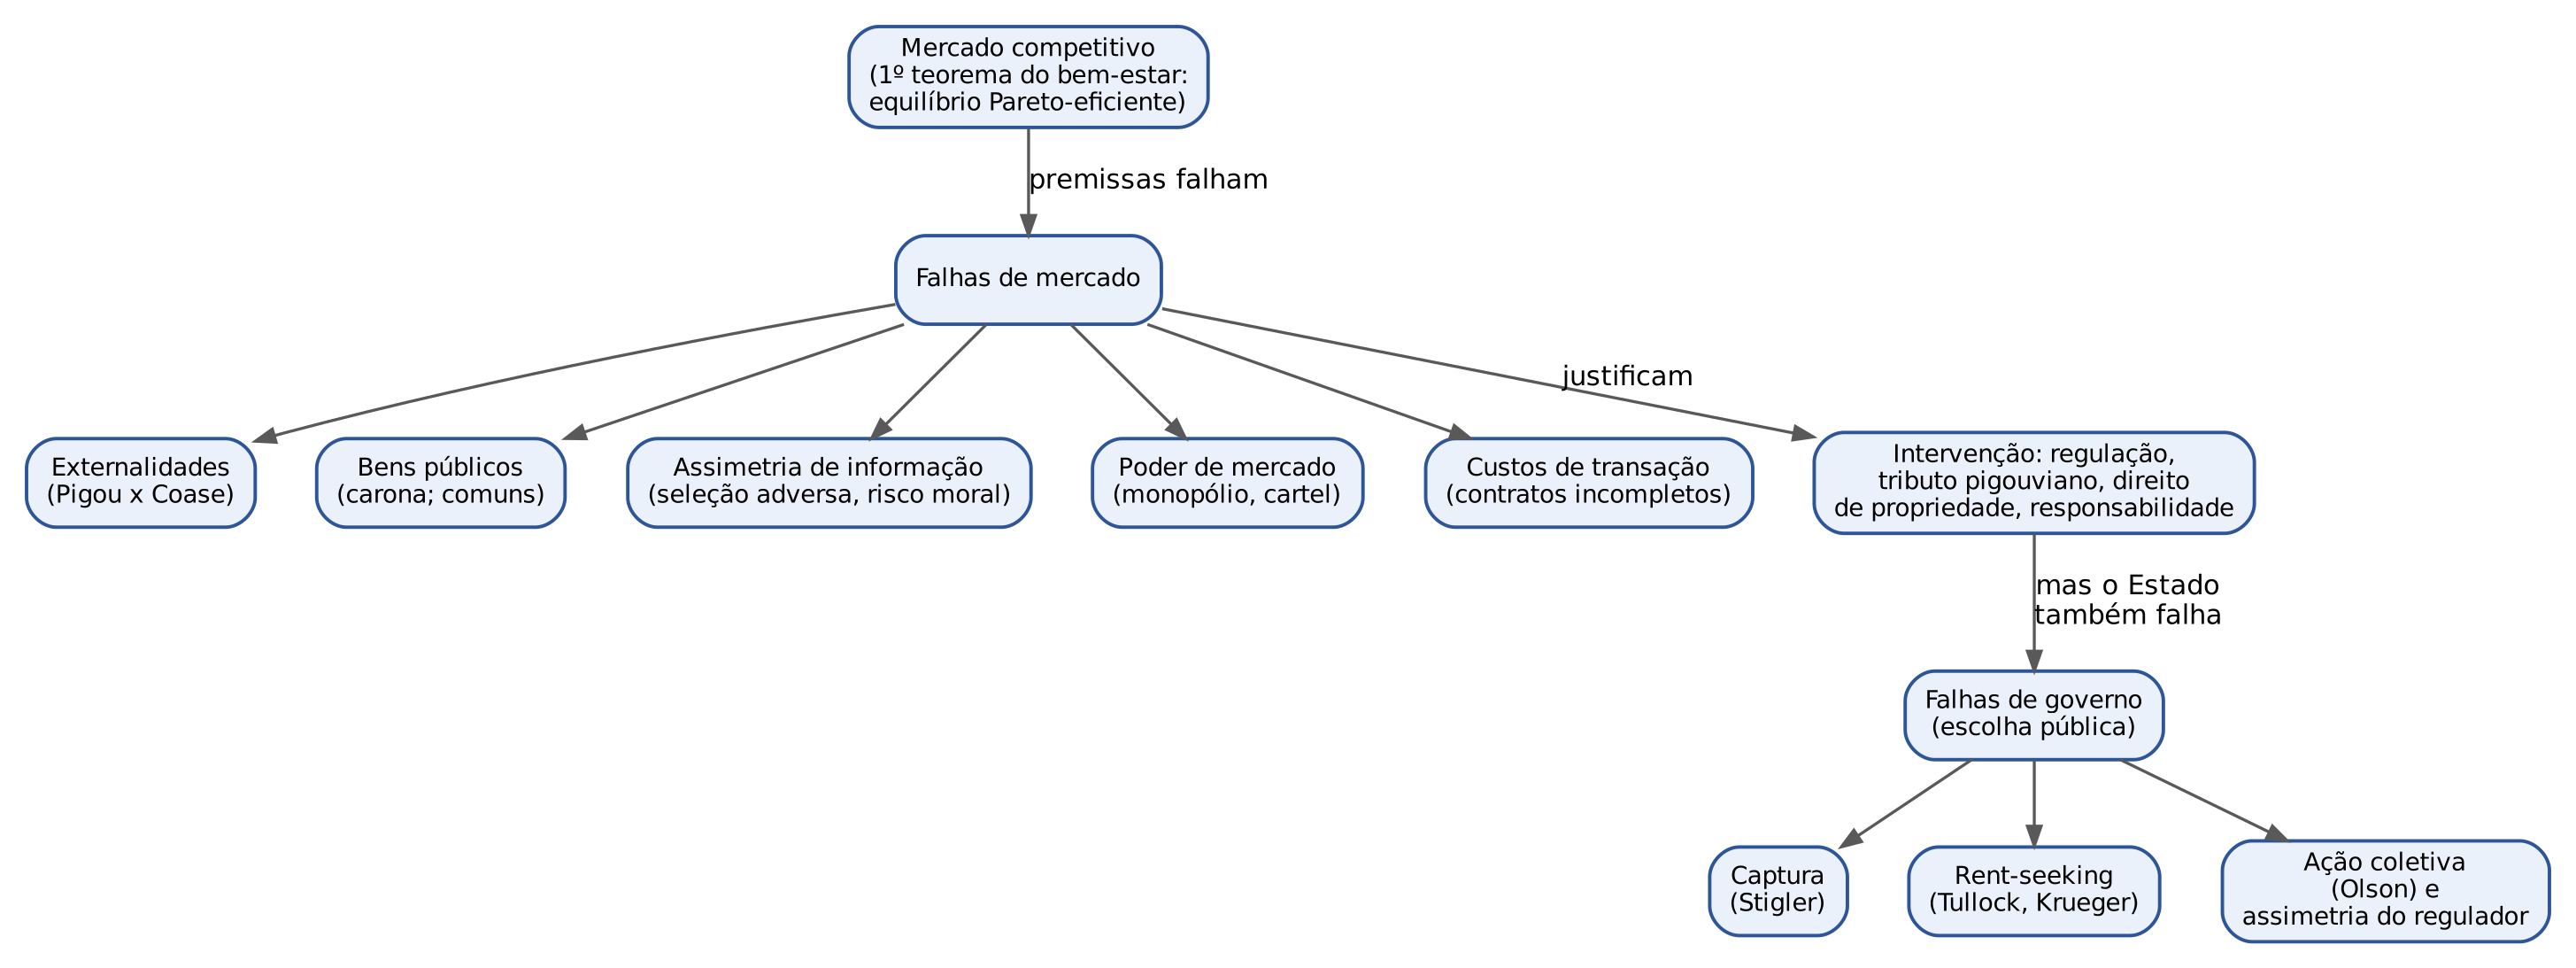 Mercado competitivo
(1º teorema do bem-estar:
equilíbrio Pareto-eficiente)
premissas falham
Falhas de mercado
justificam
Externalidades
(Pigou x Coase)
Bens públicos
(carona; comuns)
Assimetria de informação
(seleção adversa, risco moral)
Poder de mercado
(monopólio, cartel)
Custos de transação
(contratos incompletos)
Intervenção: regulação,
tributo pigouviano, direito
de propriedade, responsabilidade
mas o Estado
também falha
Falhas de governo
(escolha pública)
Captura
(Stigler)
Rent-seeking
(Tullock, Krueger)
Ação coletiva
(Olson) e
assimetria do regulador